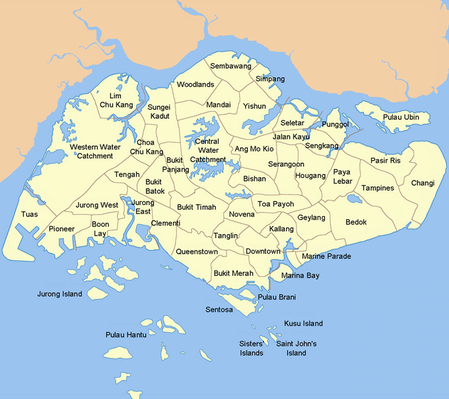 Sembawang
Simpang
Woodlands
Lim
Chu Kang
Sungei
Kadut
Mandai
Yishun
Pulau Ubin
Seletar
Punggol
Jalan Kayu
Sengkang
Western Water
Catchment
Choa
Chu Kang
Central
Water
Catchment
Ang Mo Kio
Bukit
Panjang
Serangoon
Hougang
Pasir Ris
Paya
Lebar
Tengah
Bishan
Tampines
Changi
Bukit
Batok
Jurong West
Jurong
East
Bukit Timah
Toa Payoh
Tuas
Novena
Geylang
Bedok
Pioneer
Boon
Lay
Clementi
Kallang
Tanglin
Queenstown
Downtown
Marine Parade
Bukit Merah
Marina Bay
Jurong Island
Pulau Brani
Sentosa
Kusu Island
Pulau Hantu
Sisters'
Islands
Saint John's
Island